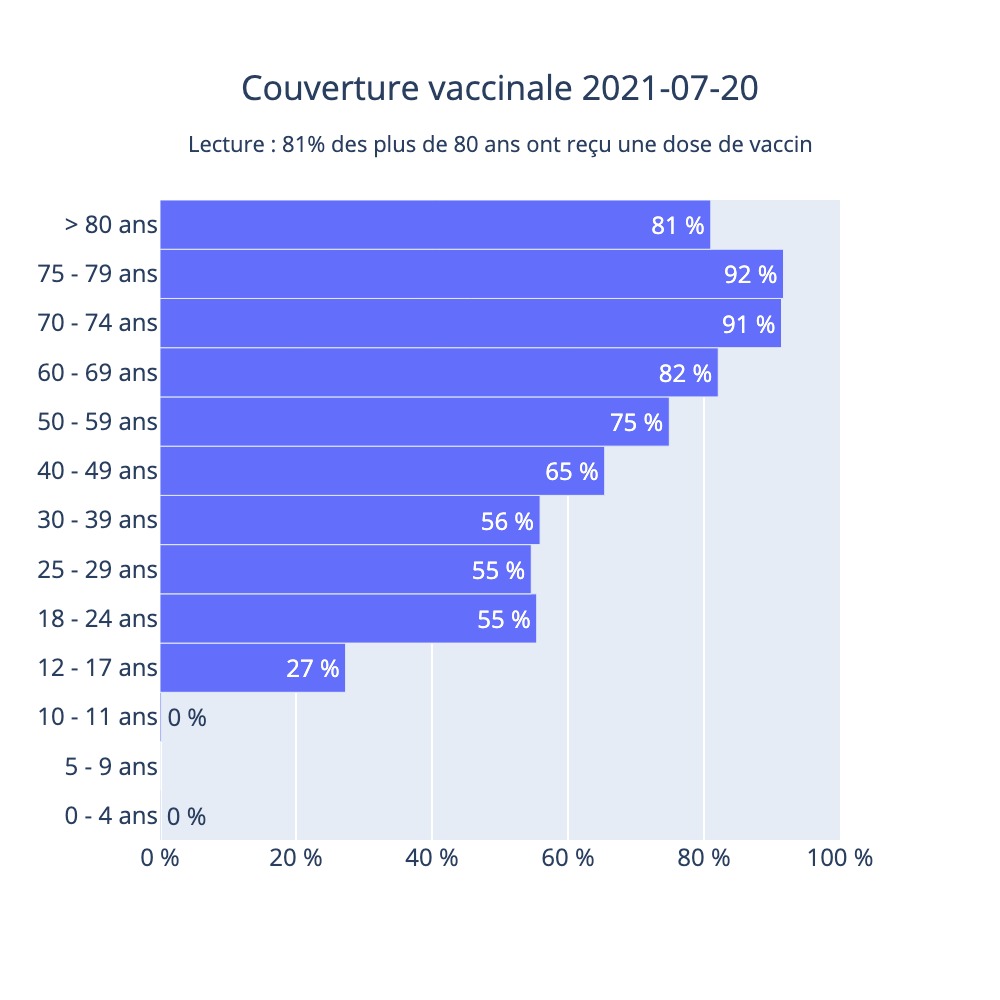 Couverture vaccinale 2021-07-20
Lecture : 81% des plus de 80 ans ont reçu une dose de vaccin
> 80 ans 81 %
75 - 79 ans 92 %
70 - 74 ans 91 %
60 - 69 ans 82 %
50 - 59 ans 75 %
40 - 49 ans 65 %
30 - 39 ans 56 %
25 - 29 ans 55 %
18 - 24 ans 55 %
12 - 17 ans 27 %
10 - 11 ans 0 %
5 - 9 ans
0 - 4 ans 0 %
0 % 20 % 40 % 60 % 80 % 100 %